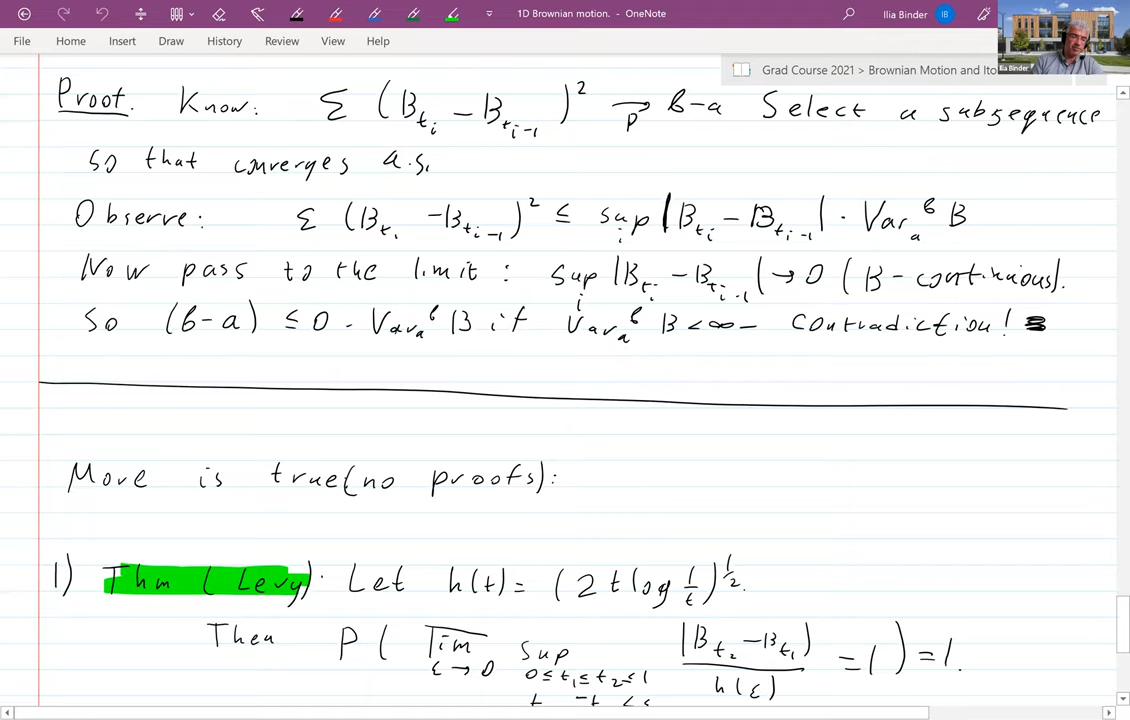 1D Brownian motion. - OneNote
Ilia Binder IB
File Home Insert Draw History Review View Help
Ilia Binder
Grad Course 2021 > Brownian Motion and Ito
Proof. Know: Σ (B_{t_i} - B_{t_{i-1}})^2 →_p b-a Select a subsequence
so that converges a.s.
Observe: Σ (B_{t_i} - B_{t_{i-1}})^2 ≤ sup_i |B_{t_i} - B_{t_{i-1}}| · Var_a^b B
Now pass to the limit: sup_i |B_{t_i} - B_{t_{i-1}}| → 0 (B - continuous).
So (b-a) ≤ 0 · Var_a^b B if Var_a^b B < ∞ - contradiction!
More is true (no proofs):
1) Thm (Levy). Let h(t) = (2 t log 1/t)^{1/2}.
Then P( \overline{lim}_{ε→0} sup_{0≤t_1≤t_2≤1} |B_{t_2} - B_{t_1}| / h(ε) = 1 ) = 1.